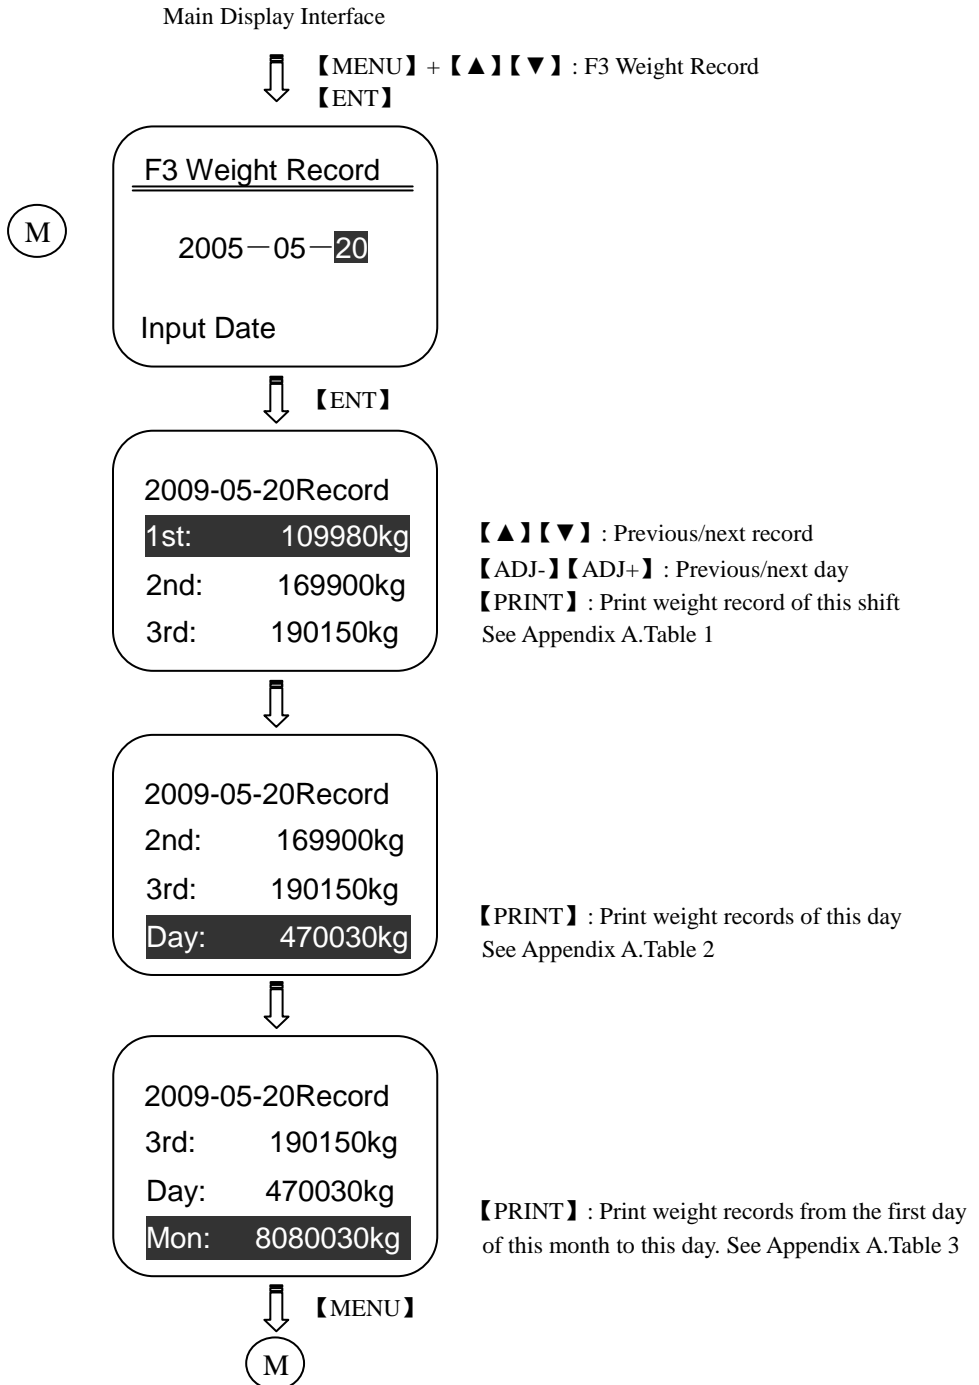 Main Display Interface
【MENU】+【▲】【▼】: F3 Weight Record
【ENT】
F3 Weight Record
M
2005－05－20
Input Date
【ENT】
2009-05-20Record
1st: 109980kg
2nd: 169900kg
3rd: 190150kg
【▲】【▼】: Previous/next record
【ADJ-】【ADJ+】: Previous/next day
【PRINT】: Print weight record of this shift
See Appendix A.Table 1
2009-05-20Record
2nd: 169900kg
3rd: 190150kg
Day: 470030kg
【PRINT】: Print weight records of this day
See Appendix A.Table 2
2009-05-20Record
3rd: 190150kg
Day: 470030kg
Mon: 8080030kg
【PRINT】: Print weight records from the first day
of this month to this day. See Appendix A.Table 3
【MENU】
M